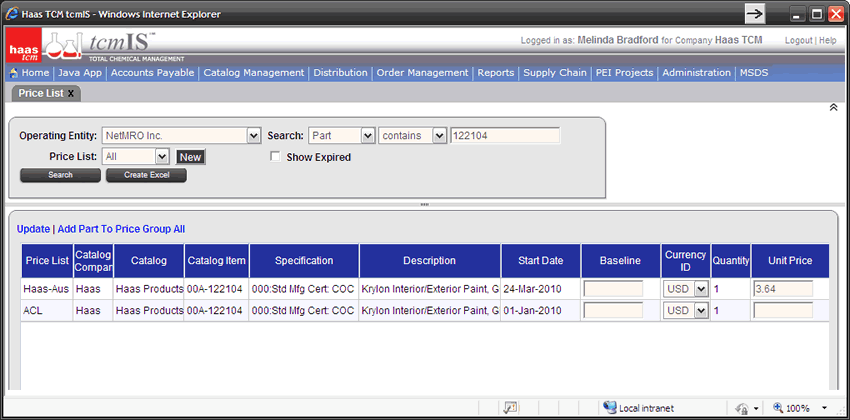 Haas TCM tcmIS - Windows Internet Explorer
haas tcm tcmIS™ TOTAL CHEMICAL MANAGEMENT
Logged in as: Melinda Bradford for Company Haas TCM Logout | Help
Home | Java App | Accounts Payable | Catalog Management | Distribution | Order Management | Reports | Supply Chain | PEI Projects | Administration | MSDS
Price List X
Operating Entity: NetMRO Inc. Search: Part contains 122104
Price List: All New Show Expired
Search Create Excel
Update | Add Part To Price Group All
Price List Catalog Compan Catalog Catalog Item Specification Description Start Date Baseline Currency ID Quantity Unit Price
Haas-Aus Haas Haas Products 00A-122104 000:Std Mfg Cert: COC Krylon Interior/Exterior Paint, G 24-Mar-2010 USD 1 3.64
ACL Haas Haas Products 00A-122104 000:Std Mfg Cert: COC Krylon Interior/Exterior Paint, G 01-Jan-2010 USD 1
Local intranet 100%